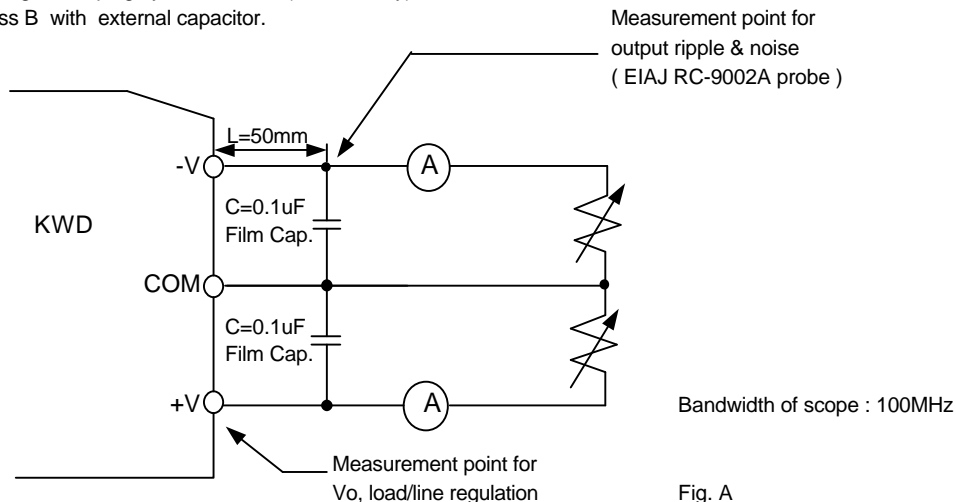 ss B with external capacitor.
Measurement point for
output ripple & noise
( EIAJ RC-9002A probe )
L=50mm
-V
A
C=0.1uF
Film Cap.
KWD
COM
C=0.1uF
Film Cap.
+V
A
Bandwidth of scope : 100MHz
Measurement point for
Vo, load/line regulation
Fig. A